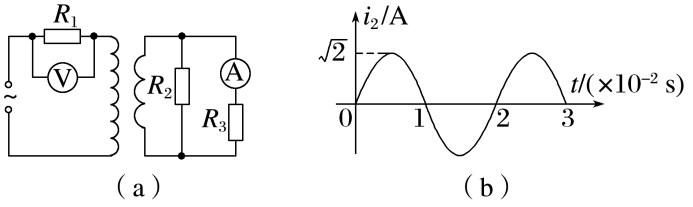 R₁
V
~
R₂
A
R₃
(a)
i₂/A
√2
t/(×10⁻² s)
0 1 2 3
(b)